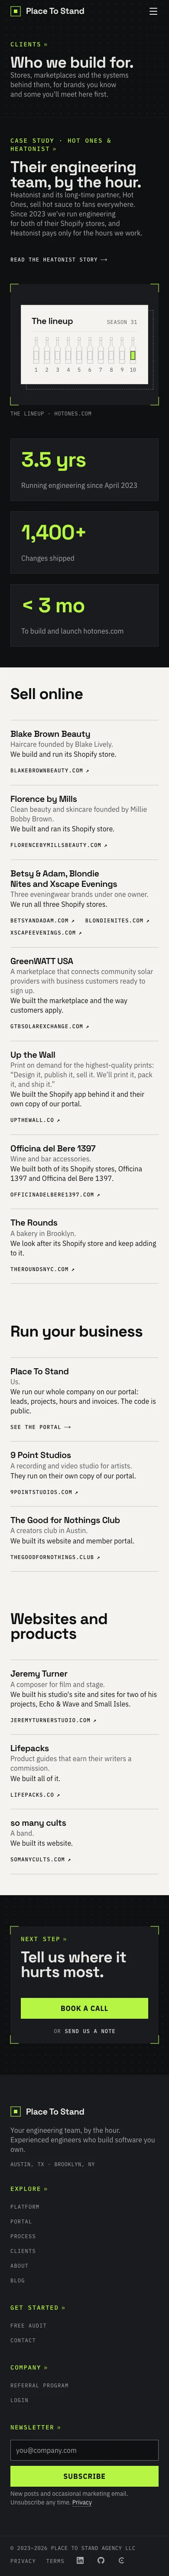 Place To Stand
CLIENTS »
Who we build for.
Stores, marketplaces and the systems
behind them, for brands you know
and some you'll meet here first.
CASE STUDY · HOT ONES &
HEATONIST »
Their engineering
team, by the hour.
Heatonist and its long-time partner, Hot
Ones, sell hot sauce to fans everywhere.
Since 2023 we've run engineering
for both of their Shopify stores, and
Heatonist pays only for the hours we work.
READ THE HEATONIST STORY →
The lineup
SEASON 31
1 2 3 4 5 6 7 8 9 10
THE LINEUP · HOTONES.COM
3.5 yrs
Running engineering since April 2023
1,400+
Changes shipped
< 3 mo
To build and launch hotones.com
Sell online
Blake Brown Beauty
Haircare founded by Blake Lively.
We build and run its Shopify store.
BLAKEBROWNBEAUTY.COM ↗
Florence by Mills
Clean beauty and skincare founded by Millie
Bobby Brown.
We built and ran its Shopify store.
FLORENCEBYMILLSBEAUTY.COM ↗
Betsy & Adam, Blondie
Nites and Xscape Evenings
Three eveningwear brands under one owner.
We run all three Shopify stores.
BETSYANDADAM.COM ↗ BLONDIENITES.COM ↗
XSCAPEEVENINGS.COM ↗
GreenWATT USA
A marketplace that connects community solar
providers with business customers ready to
sign up.
We built the marketplace and the way
customers apply.
GTBSOLAREXCHANGE.COM ↗
Up the Wall
Print on demand for the highest-quality prints:
“Design it, publish it, sell it. We'll print it, pack
it, and ship it.”
We built the Shopify app behind it and their
own copy of our portal.
UPTHEWALL.CO ↗
Officina del Bere 1397
Wine and bar accessories.
We built both of its Shopify stores, Officina
1397 and Officina del Bere 1397.
OFFICINADELBERE1397.COM ↗
The Rounds
A bakery in Brooklyn.
We look after its Shopify store and keep adding
to it.
THEROUNDSNYC.COM ↗
Run your business
Place To Stand
Us.
We run our whole company on our portal:
leads, projects, hours and invoices. The code is
public.
SEE THE PORTAL →
9 Point Studios
A recording and video studio for artists.
They run on their own copy of our portal.
9POINTSTUDIOS.COM ↗
The Good for Nothings Club
A creators club in Austin.
We built its website and member portal.
THEGOODFORNOTHINGS.CLUB ↗
Websites and
products
Jeremy Turner
A composer for film and stage.
We built his studio's site and sites for two of his
projects, Echo & Wave and Small Isles.
JEREMYTURNERSTUDIO.COM ↗
Lifepacks
Product guides that earn their writers a
commission.
We built all of it.
LIFEPACKS.CO ↗
so many cults
A band.
We built its website.
SOMANYCULTS.COM ↗
NEXT STEP »
Tell us where it
hurts most.
BOOK A CALL
OR SEND US A NOTE
Place To Stand
Your engineering team, by the hour.
Experienced engineers who build software you
own.
AUSTIN, TX · BROOKLYN, NY
EXPLORE »
PLATFORM
PORTAL
PROCESS
CLIENTS
ABOUT
BLOG
GET STARTED »
FREE AUDIT
CONTACT
COMPANY »
REFERRAL PROGRAM
LOGIN
NEWSLETTER »
you@company.com
SUBSCRIBE
New posts and occasional marketing email.
Unsubscribe any time. Privacy
© 2023–2026 PLACE TO STAND AGENCY LLC
PRIVACY TERMS